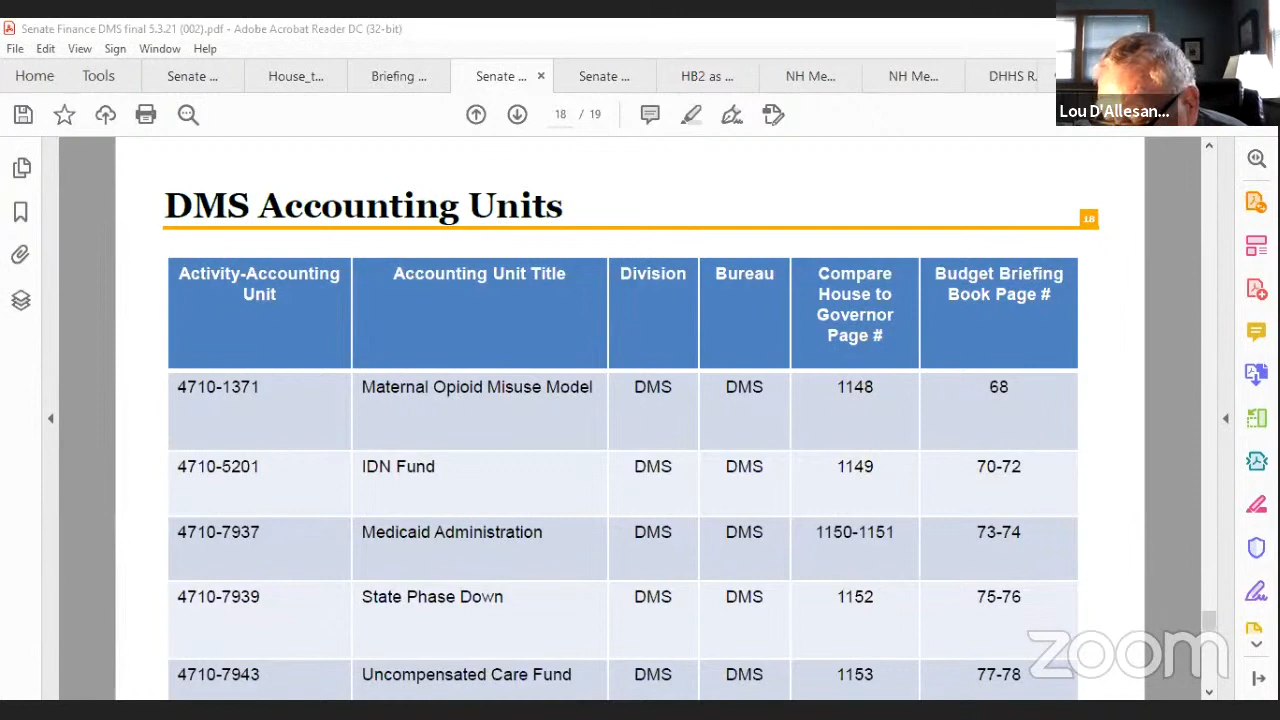 Senate Finance DMS final 5.3.21 (002).pdf - Adobe Acrobat Reader DC (32-bit)
File Edit View Sign Window Help
Home Tools Senate ... House_t... Briefing ... Senate ... × Senate ... HB2 as ... NH Me... NH Me... DHHS R.
Lou D'Allesan...
18 / 19
DMS Accounting Units
18
Activity-Accounting Unit Accounting Unit Title Division Bureau Compare House to Governor Page # Budget Briefing Book Page #
4710-1371 Maternal Opioid Misuse Model DMS DMS 1148 68
4710-5201 IDN Fund DMS DMS 1149 70-72
4710-7937 Medicaid Administration DMS DMS 1150-1151 73-74
4710-7939 State Phase Down DMS DMS 1152 75-76
4710-7943 Uncompensated Care Fund DMS DMS 1153 77-78
zoom